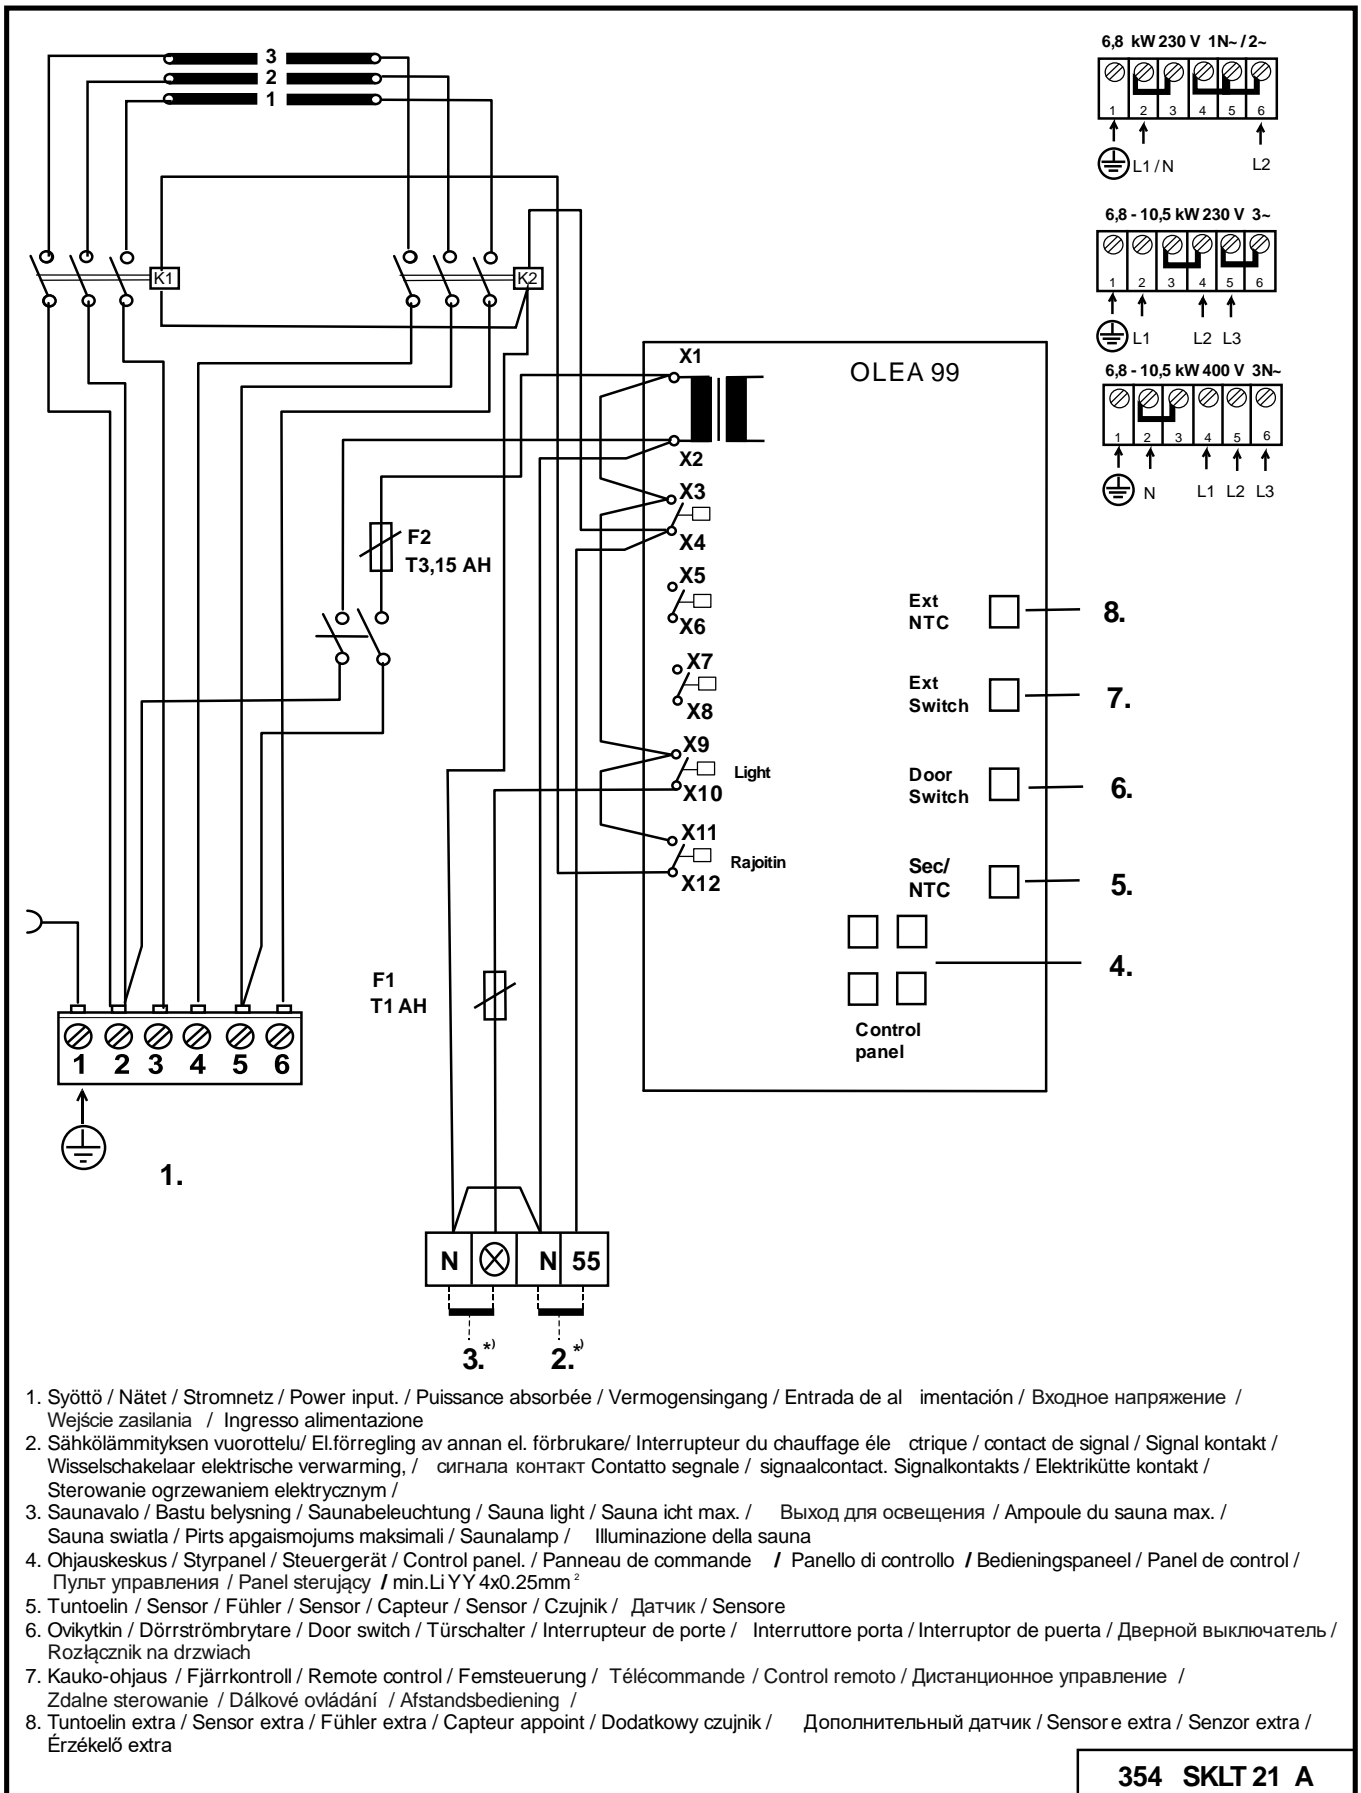 3
2
1
6,8 kW 230 V 1N~ / 2~
1 2 3 4 5 6
L1 / N L2
6,8 - 10,5 kW 230 V 3~
1 2 3 4 5 6
L1 L2 L3
6,8 - 10,5 kW 400 V 3N~
1 2 3 4 5 6
N L1 L2 L3
K1
K2
OLEA 99
X1
X2
X3
X4
X5
X6
X7
X8
X9
Light
X10
X11
Rajoitin
X12
F2
T3,15 AH
Ext
NTC
8.
Ext
Switch
7.
Door
Switch
6.
Sec/
NTC
5.
4.
Control
panel
F1
T1 AH
1 2 3 4 5 6
1.
N N 55
3.*) 2.*)
1. Syöttö / Nätet / Stromnetz / Power input. / Puissance absorbée / Vermogensingang / Entrada de al imentación / Входное напряжение /
Wejście zasilania / Ingresso alimentazione
2. Sähkölämmityksen vuorottelu/ El.förregling av annan el. förbrukare/ Interrupteur du chauffage éle ctrique / contact de signal / Signal kontakt /
Wisselschakelaar elektrische verwarming, / сигнала контакт Contatto segnale / signaalcontact. Signalkontakts / Elektrikütte kontakt /
Sterowanie ogrzewaniem elektrycznym /
3. Saunavalo / Bastu belysning / Saunabeleuchtung / Sauna light / Sauna icht max. / Выход для освещения / Ampoule du sauna max. /
Sauna swiatla / Pirts apgaismojums maksimali / Saunalamp / Illuminazione della sauna
4. Ohjauskeskus / Styrpanel / Steuergerät / Control panel. / Panneau de commande / Panello di controllo / Bedieningspaneel / Panel de control /
Пульт управления / Panel sterujący / min.Li YY 4x0.25mm ²
5. Tuntoelin / Sensor / Fühler / Sensor / Capteur / Sensor / Czujnik / Датчик / Sensore
6. Ovikytkin / Dörrströmbrytare / Door switch / Türschalter / Interrupteur de porte / Interruttore porta / Interruptor de puerta / Дверной выключатель /
Rozłącznik na drzwiach
7. Kauko-ohjaus / Fjärrkontroll / Remote control / Femsteuerung / Télécommande / Control remoto / Дистанционное управление /
Zdalne sterowanie / Dálkové ovládání / Afstandsbediening /
8. Tuntoelin extra / Sensor extra / Fühler extra / Capteur appoint / Dodatkowy czujnik / Дополнительный датчик / Sensore extra / Senzor extra /
Érzékelő extra
354 SKLT 21 A